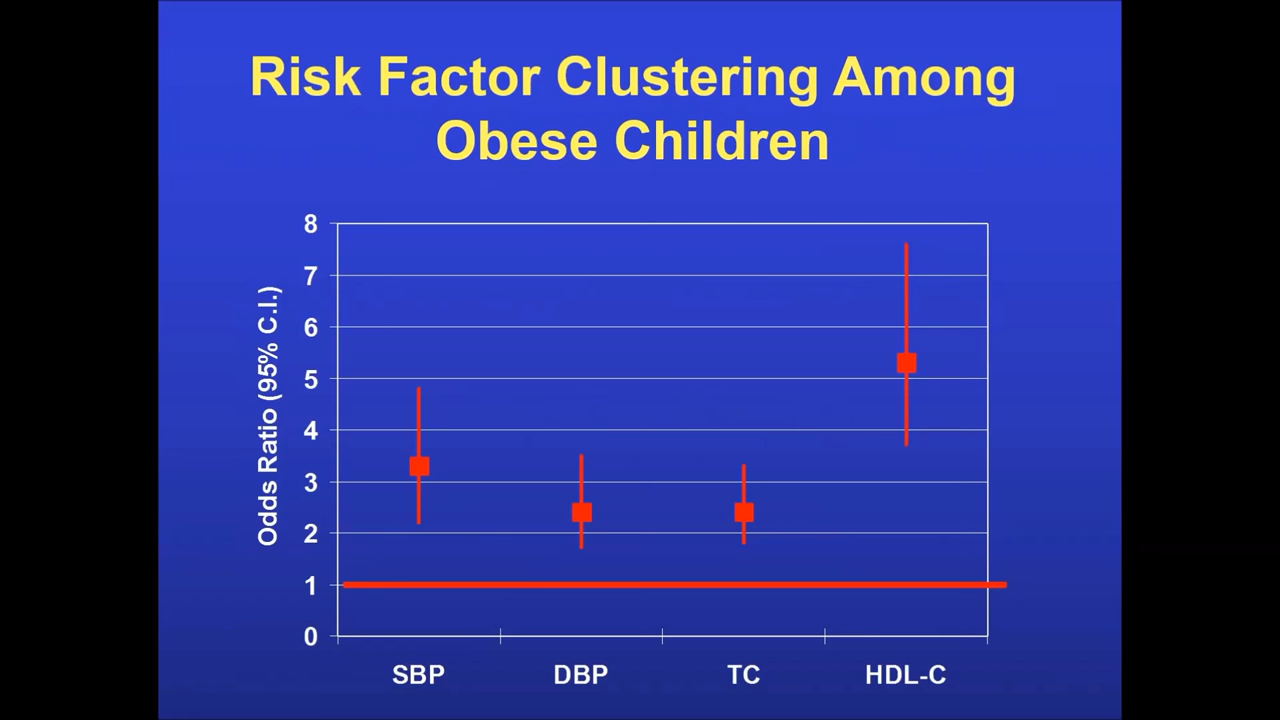 Risk Factor Clustering Among
Obese Children
Odds Ratio (95% C.I.)
8
7
6
5
4
3
2
1
0
SBP DBP TC HDL-C